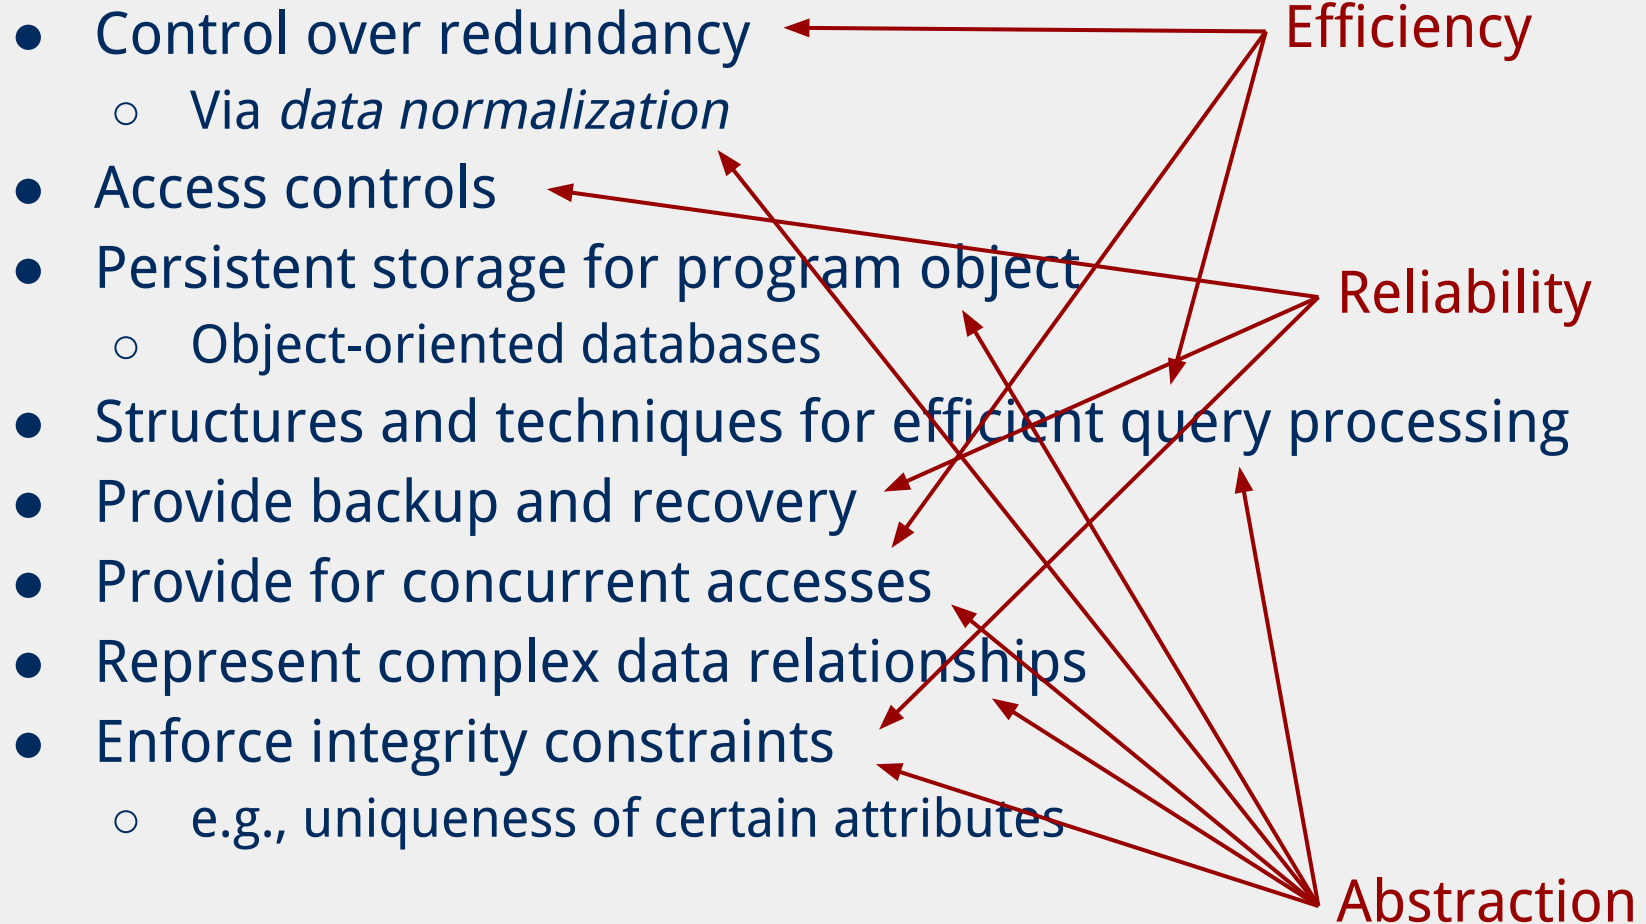 ● Control over redundancy
Efficiency
○ Via data normalization
● Access controls
● Persistent storage for program object
Reliability
○ Object-oriented databases
● Structures and techniques for efficient query processing
● Provide backup and recovery
● Provide for concurrent accesses
● Represent complex data relationships
● Enforce integrity constraints
○ e.g., uniqueness of certain attributes
Abstraction